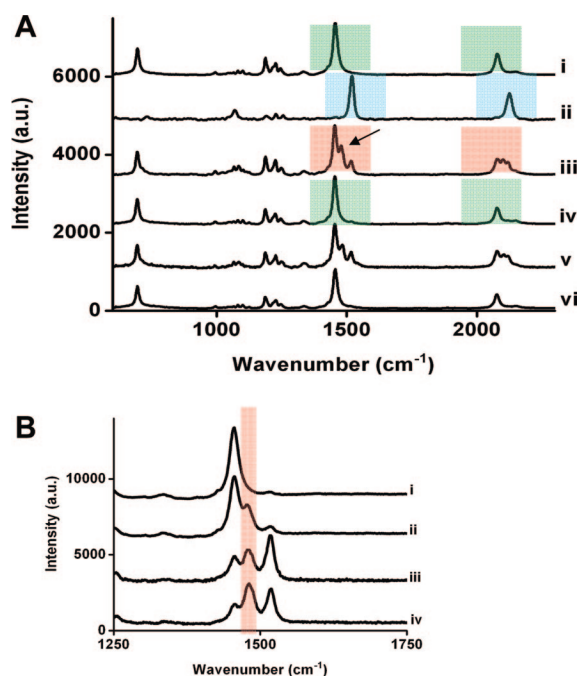 A
Intensity (a.u.)
6000
4000
2000
0
i
ii
iii
iv
v
vi
1000
1500
2000
Wavenumber (cm⁻¹)
B
Intensity (a.u.)
10000
5000
0
i
ii
iii
iv
1250
1500
1750
Wavenumber (cm⁻¹)